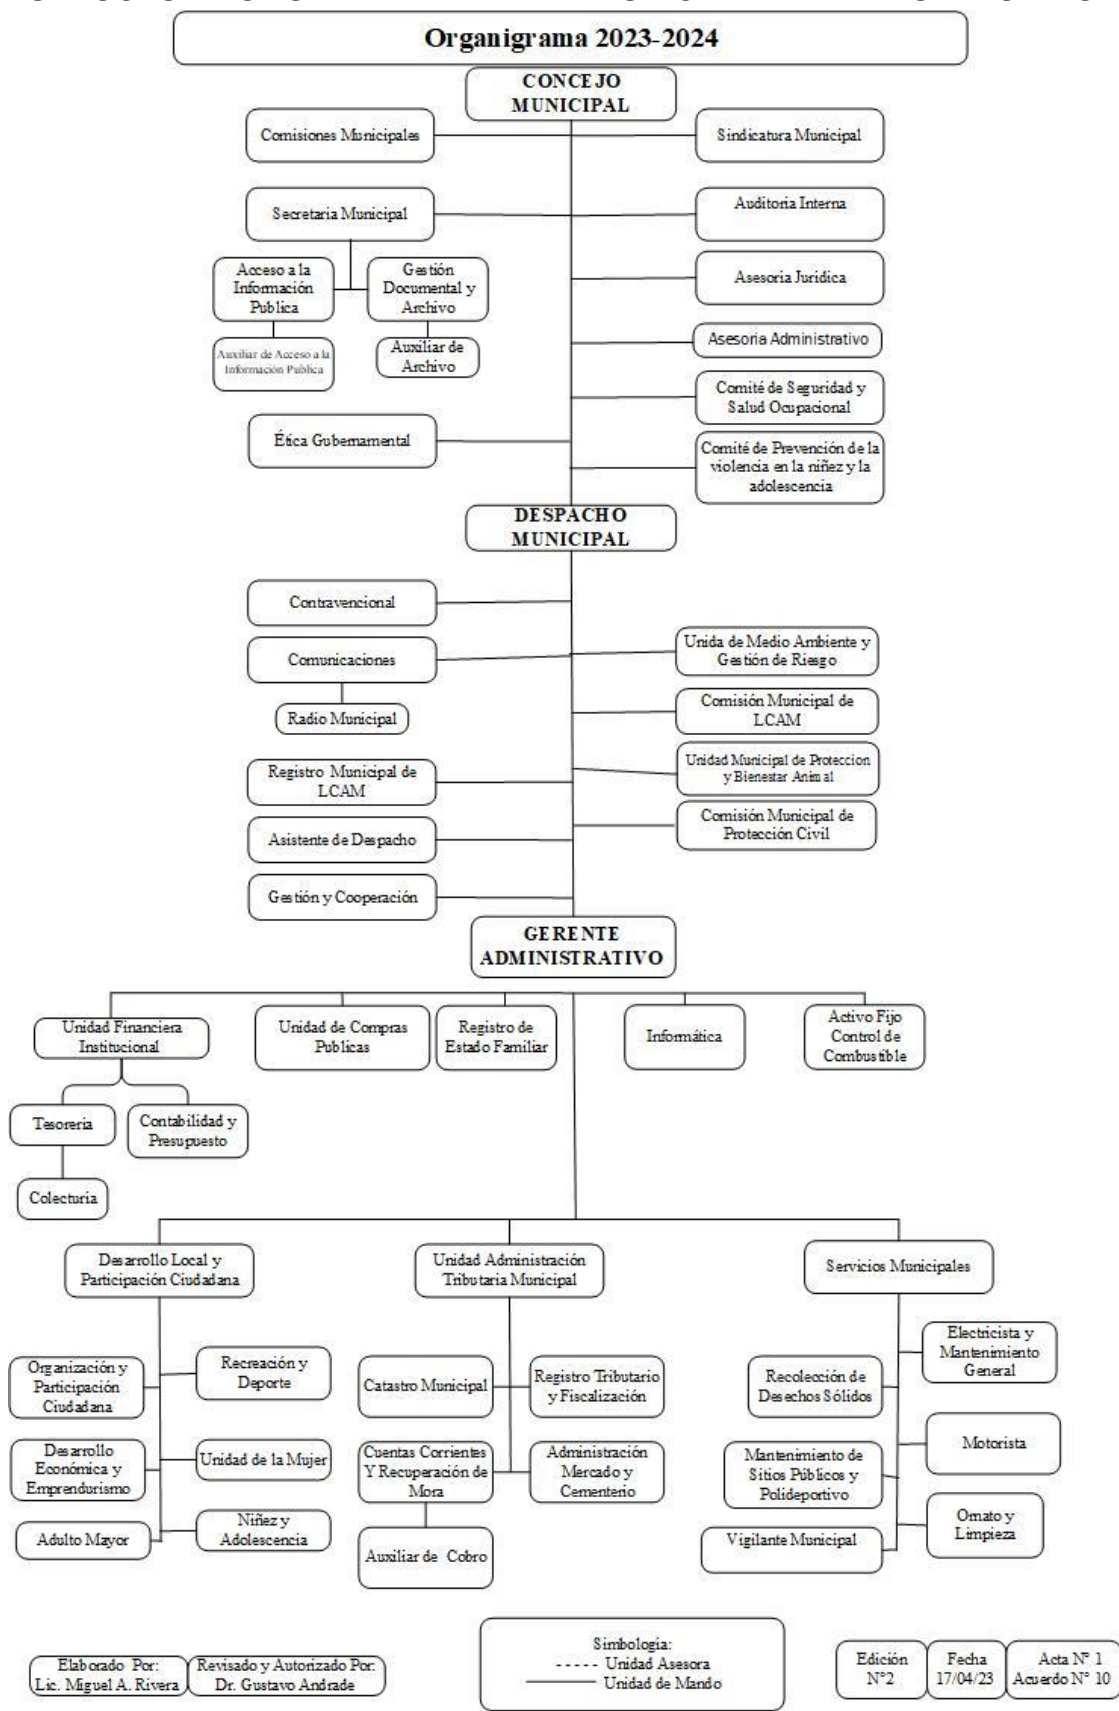 Organigrama 2023-2024
CONCEJO
MUNICIPAL
Comisiones Municipales
Sindicatura Municipal
Secretaria Municipal
Auditoria Interna
Acceso a la
Información
Publica
Gestión
Documental y
Archivo
Asesoria Juridica
Auxiliar de Acceso a la
Información Publica
Auxiliar de
Archivo
Asesoria Administrativo
Comité de Seguridad y
Salud Ocupacional
Ética Gubernamental
Comité de Prevención de la
violencia en la niñez y la
adolescencia
DESPACHO
MUNICIPAL
Contravencional
Comunicaciones
Unida de Medio Ambiente y
Gestión de Riesgo
Radio Municipal
Comisión Municipal de
LCAM
Registro Municipal de
LCAM
Unidad Municipal de Proteccion
y Bienestar Animal
Asistente de Despacho
Comisión Municipal de
Protección Civil
Gestión y Cooperación
GERENTE
ADMINISTRATIVO
Unidad Financiera
Institucional
Unidad de Compras
Publicas
Registro de
Estado Familiar
Informática
Activo Fijo
Control de
Combustible
Tesoreria
Contabilidad y
Presupuesto
Colecturia
Desarrollo Local y
Participación Ciudadana
Unidad Administración
Tributaria Municipal
Servicios Municipales
Organización y
Participación
Ciudadana
Recreación y
Deporte
Catastro Municipal
Registro Tributario
y Fiscalización
Recolección de
Desechos Sólidos
Electricista y
Mantenimiento
General
Desarrollo
Económica y
Emprendurismo
Unidad de la Mujer
Cuentas Corrientes
Y Recuperación de
Mora
Administración
Mercado y
Cementerio
Mantenimiento de
Sitios Públicos y
Polideportivo
Motorista
Adulto Mayor
Niñez y
Adolescencia
Auxiliar de Cobro
Vigilante Municipal
Ornato y
Limpieza
Elaborado Por:
Lic. Miguel A. Rivera
Revisado y Autorizado Por:
Dr. Gustavo Andrade
Simbologia:
----- Unidad Asesora
Unidad de Mando
Edición
N°2
Fecha
17/04/23
Acta N° 1
Acuerdo N° 10